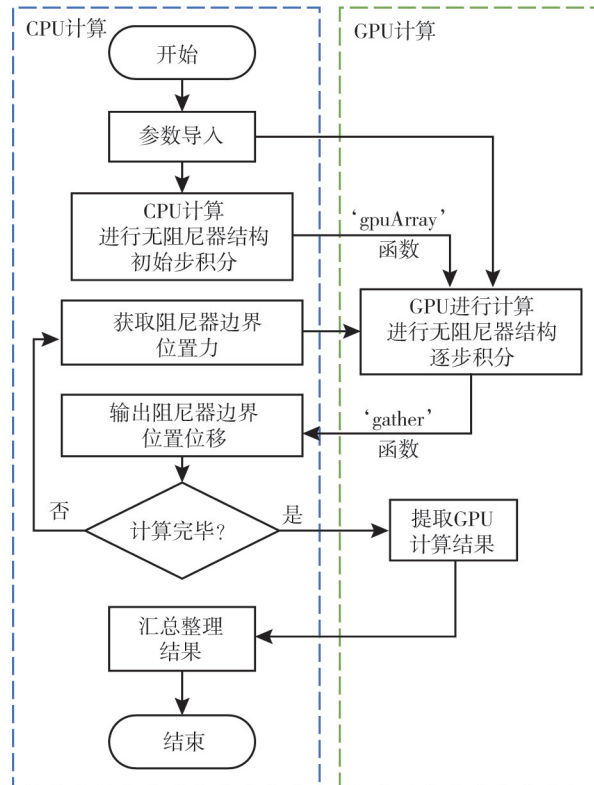 CPU计算
GPU计算
开始
参数导入
CPU计算
进行无阻尼器结构
初始步积分
‘gpuArray’
函数
获取阻尼器边界
位置力
GPU进行计算
进行无阻尼器结构
逐步积分
输出阻尼器边界
位置位移
‘gather’
函数
否
计算完毕?
是
提取GPU
计算结果
汇总整理
结果
结束